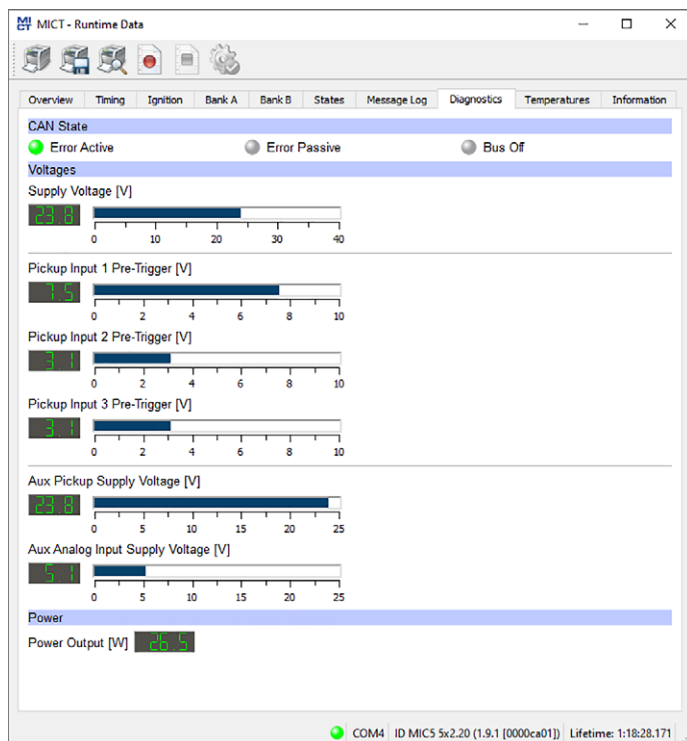 MICT MICT - Runtime Data
Overview Timing Ignition Bank A Bank B States Message Log Diagnostics Temperatures Information
CAN State
Error Active Error Passive Bus Off
Voltages
Supply Voltage [V]
23.8
0 10 20 30 40
Pickup Input 1 Pre-Trigger [V]
7.5
0 2 4 6 8 10
Pickup Input 2 Pre-Trigger [V]
3.1
0 2 4 6 8 10
Pickup Input 3 Pre-Trigger [V]
3.1
0 2 4 6 8 10
Aux Pickup Supply Voltage [V]
23.8
0 5 10 15 20 25
Aux Analog Input Supply Voltage [V]
5.1
0 5 10 15 20 25
Power
Power Output [W] 26.5
COM4 ID MIC5 5x2.20 (1.9.1 [0000ca01]) Lifetime: 1:18:28.171